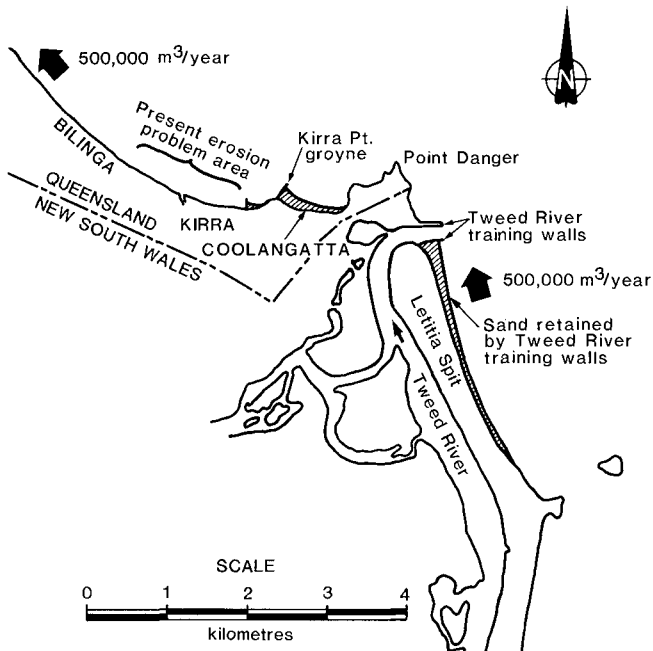 500,000 m³/year
N
Present erosion
problem area
Kirra Pt.
groyne
Point Danger
BILINGA
QUEENSLAND
NEW SOUTH WALES
KIRRA
COOLANGATTA
Tweed River
training walls
500,000 m³/year
Sand retained
by Tweed River
training walls
Letitia Spit
Tweed River
SCALE
0 1 2 3 4
kilometres